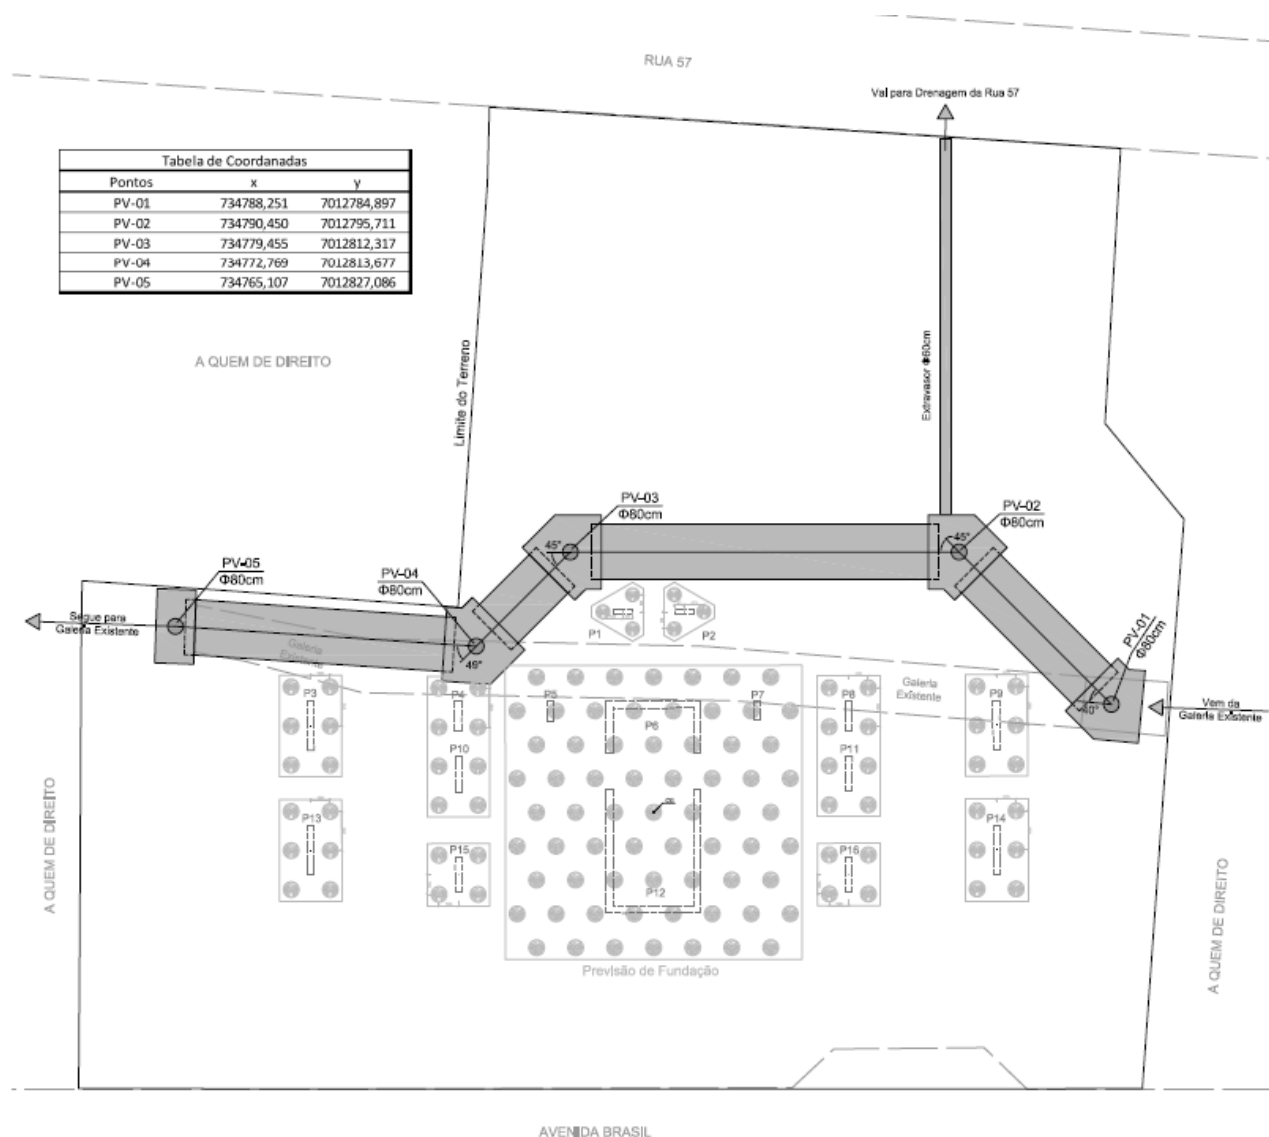 RUA 57
Val para Drenagem da Rua 57
Tabela de Coordanadas
Pontos x y
PV-01 734788,251 7012784,897
PV-02 734790,450 7012795,711
PV-03 734779,455 7012812,317
PV-04 734772,769 7012813,677
PV-05 734765,107 7012827,086
A QUEM DE DIREITO
Limite do Terreno
Extravasor Φ60cm
PV-03
Φ80cm
PV-02
Φ80cm
45°
45°
PV-05
Φ80cm
PV-04
Φ80cm
Segue para
Galeria Existente
PV-01
Φ80cm
P1
P2
49°
Galeria
Existente
Galeria
Existente
40°
Vem da
Galeria Existente
P3
P4
P5
P7
P8
P9
P6
P10
P11
P13
P14
P15
P16
P12
A QUEM DE DIREITO
A QUEM DE DIREITO
Previsão de Fundação
AVENIDA BRASIL